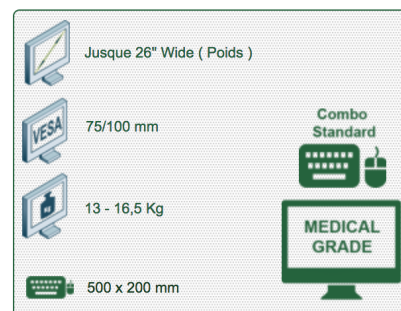 Jusque 26" Wide ( Poids )
VESA
75/100 mm
Combo
Standard
KG
13 - 16,5 Kg
MEDICAL
GRADE
500 x 200 mm